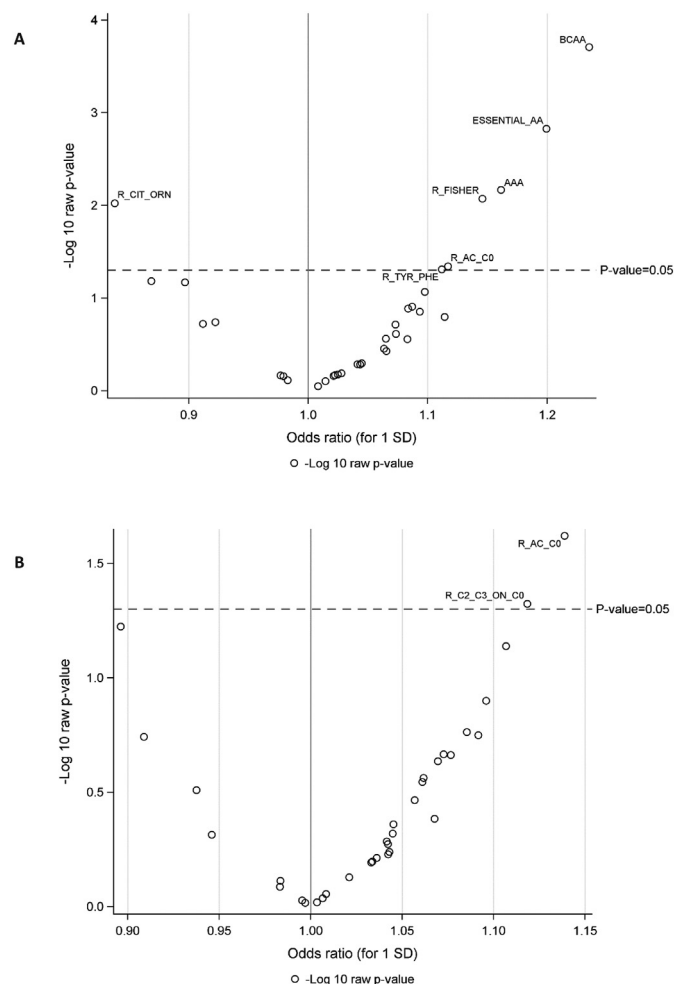 A
4
BCAA
ESSENTIAL_AA
3
AAA
R_FISHER
R_CIT_ORN
2
R_AC_C0
P-value=0.05
R_TYR_PHE
1
0
-Log 10 raw p-value
0.9 1.0 1.1 1.2
Odds ratio (for 1 SD)
-Log 10 raw p-value
B
1.5
R_AC_C0
R_C2_C3_ON_C0
P-value=0.05
1.0
0.5
0.0
-Log 10 raw p-value
0.90 0.95 1.00 1.05 1.10 1.15
Odds ratio (for 1 SD)
-Log 10 raw p-value